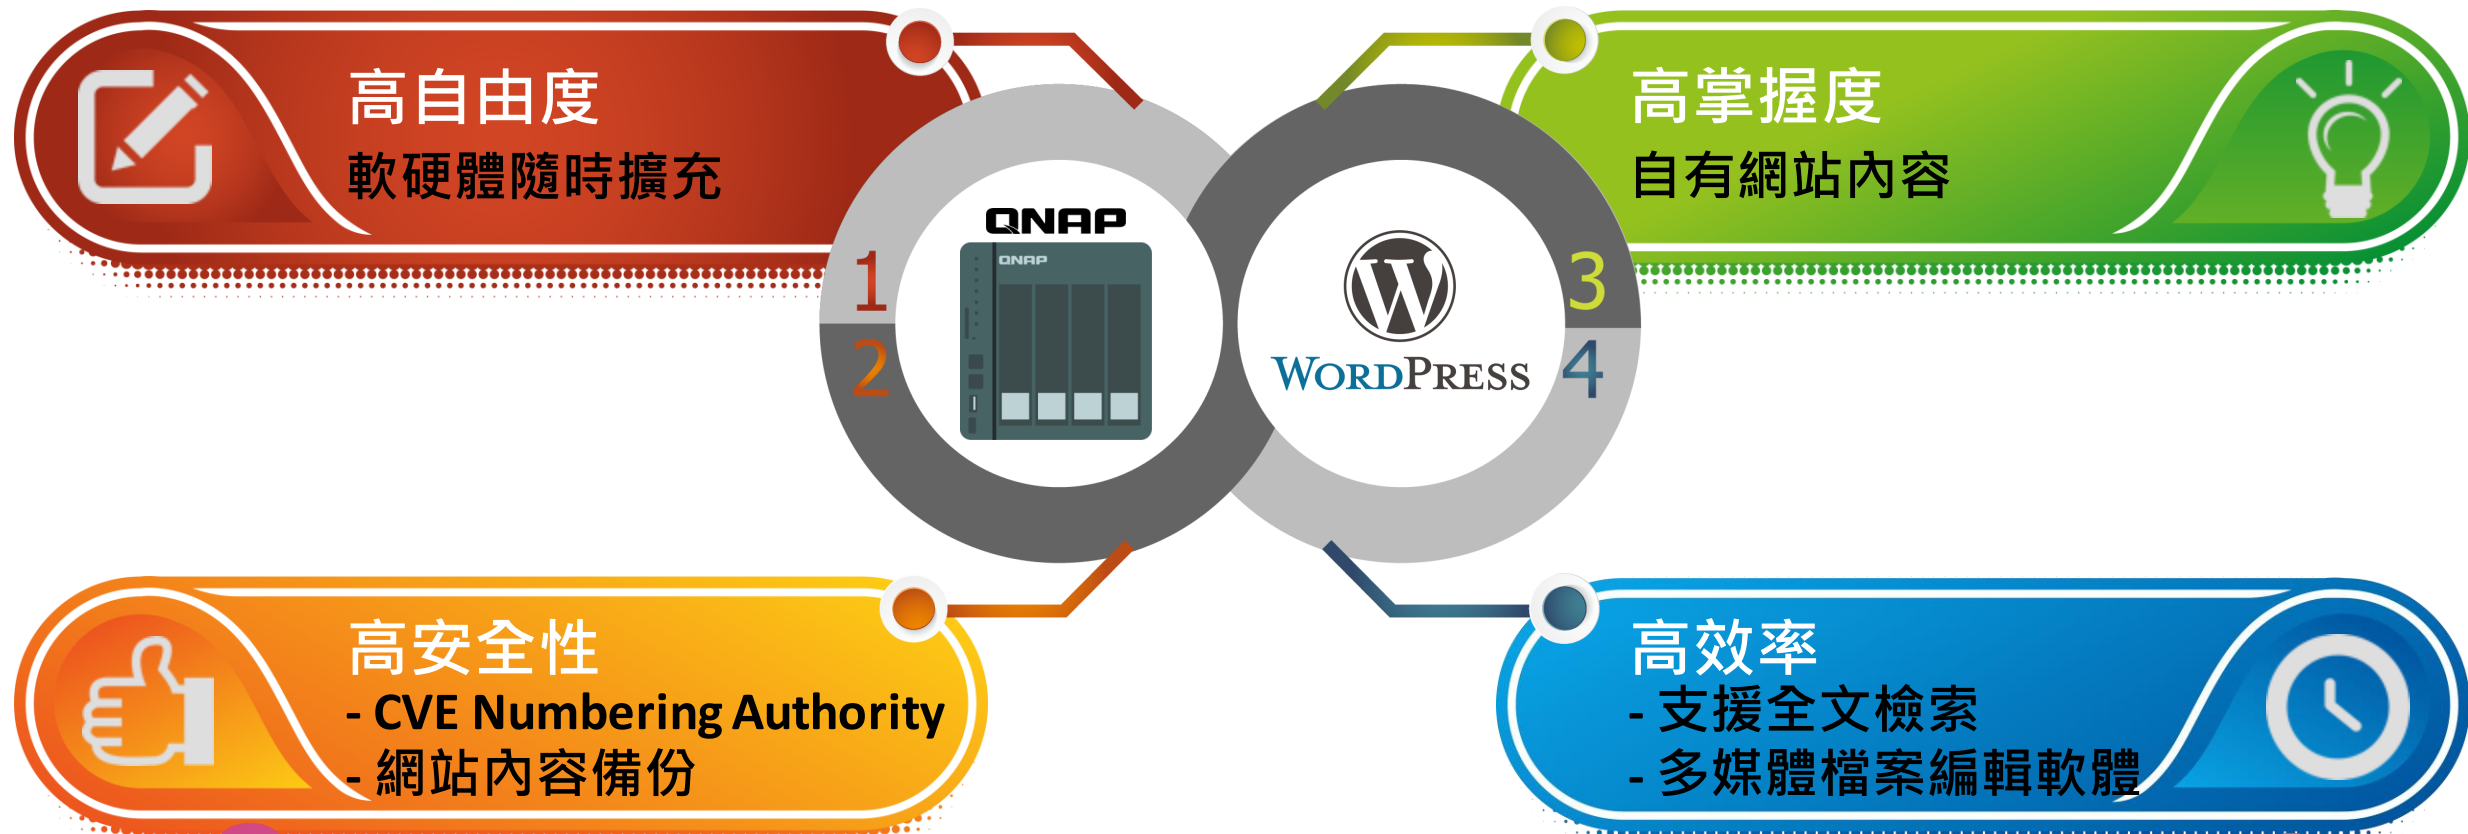 高自由度
軟硬體隨時擴充
高掌握度
自有網站內容
QNAP
QNAP
1
2
WORDPRESS
3
4
高安全性
- CVE Numbering Authority
- 網站內容備份
高效率
- 支援全文檢索
- 多媒體檔案編輯軟體